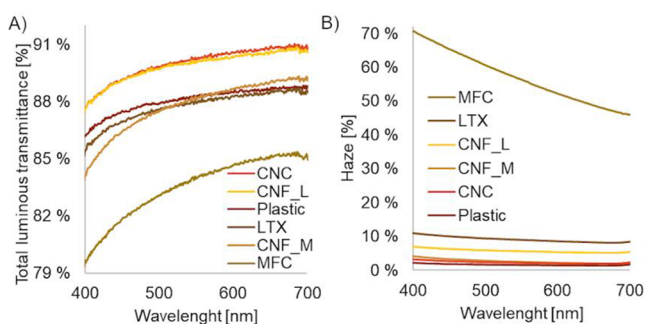 A)
Total luminous transmittance [%]
91 %
88 %
85 %
82 %
79 %
400
500
600
700
Wavelenght [nm]
CNC
CNF_L
Plastic
LTX
CNF_M
MFC
B)
Haze [%]
70 %
60 %
50 %
40 %
30 %
20 %
10 %
0 %
400
500
600
700
Wavelenght [nm]
MFC
LTX
CNF_L
CNF_M
CNC
Plastic